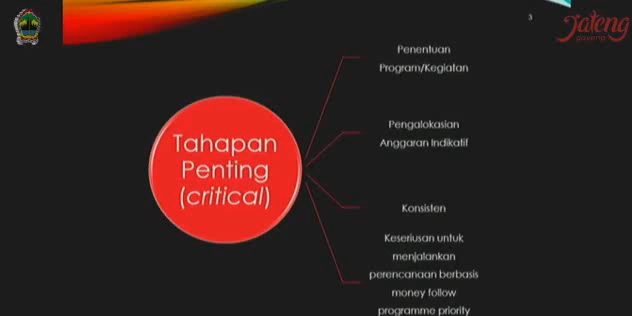 3
Jateng
gayeng
Penentuan
Program/Kegiatan
Pengalokasian
Anggaran Indikatif
Tahapan
Penting
(critical)
Konsisten
Keseriusan untuk
menjalankan
perencanaan berbasis
money follow
programme priority